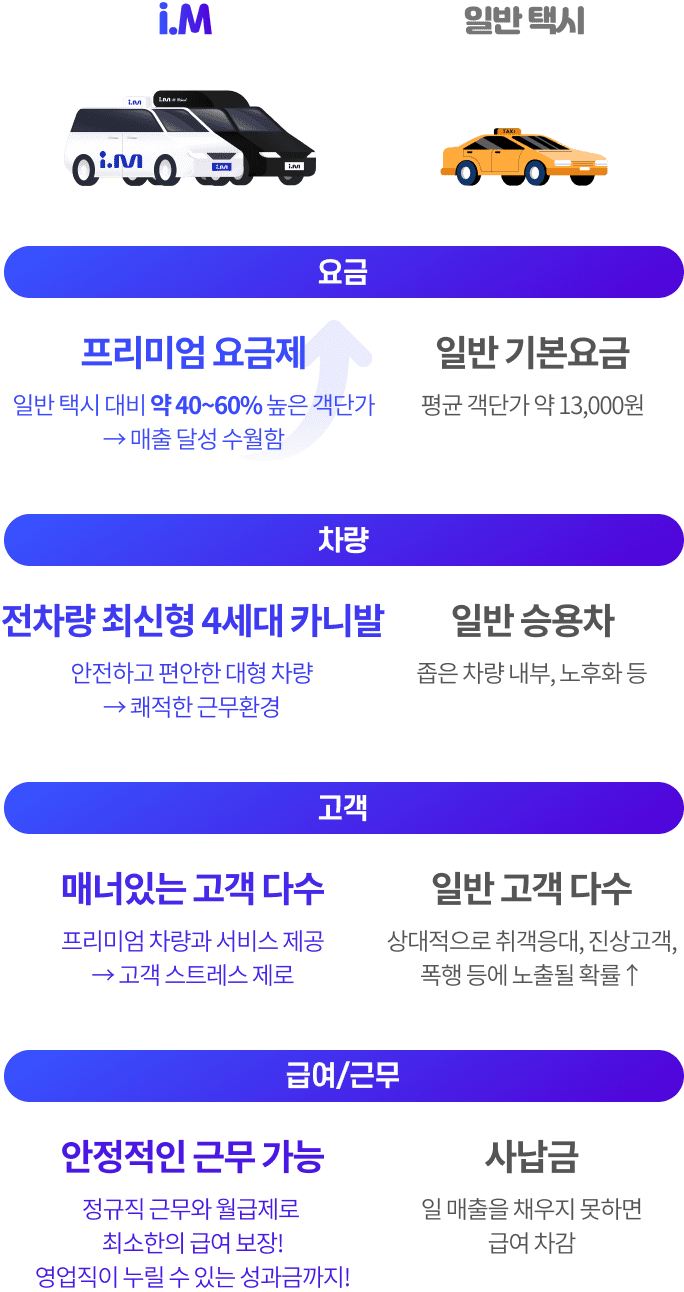 i.M
일반 택시
i.M
i.M
i.M
i.M
i.M
TAXI
요금
프리미엄 요금제
일반 택시 대비 약 40~60% 높은 객단가
→ 매출 달성 수월함
일반 기본요금
평균 객단가 약 13,000원
차량
전차량 최신형 4세대 카니발
안전하고 편안한 대형 차량
→ 쾌적한 근무환경
일반 승용차
좁은 차량 내부, 노후화 등
고객
매너있는 고객 다수
프리미엄 차량과 서비스 제공
→ 고객 스트레스 제로
일반 고객 다수
상대적으로 취객응대, 진상고객,
폭행 등에 노출될 확률↑
급여/근무
안정적인 근무 가능
정규직 근무와 월급제로
최소한의 급여 보장!
영업직이 누릴 수 있는 성과금까지!
사납금
일 매출을 채우지 못하면
급여 차감